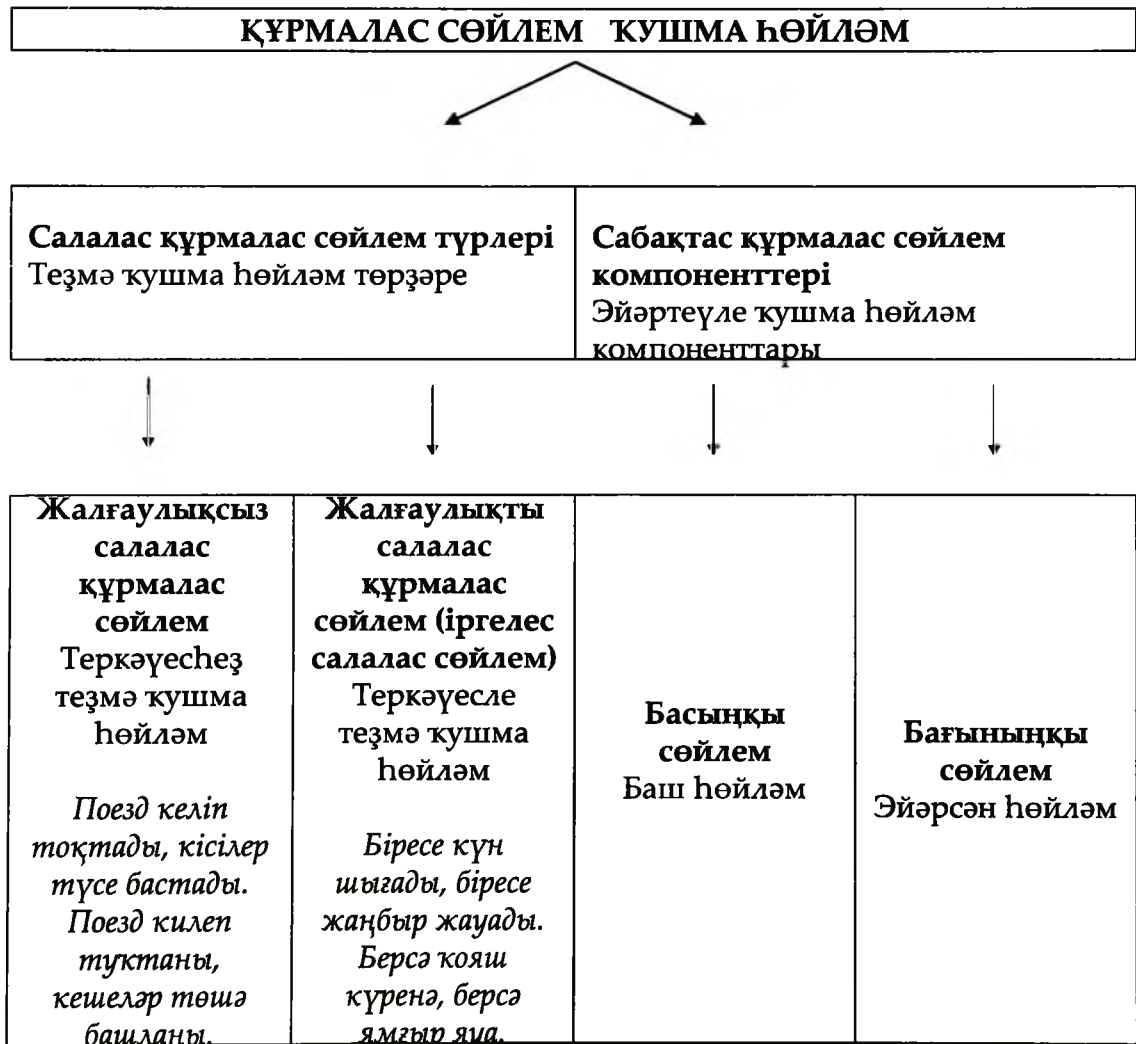 ҚҰРМАЛАС СӨЙЛЕМ ҠУШМА ҺӨЙЛӘМ
Салалас құрмалас сөйлем түрлері
Теҙмә ҡушма һөйләм төрҙәре
Сабақтас құрмалас сөйлем
компоненттері
Эйәртеүле ҡушма һөйләм
компоненттары
Жалғаулықсыз
салалас
құрмалас
сөйлем
Теркәүесһеҙ
теҙмә ҡушма
һөйләм
Поезд келіп
тоқтады, кісілер
түсе бастады.
Поезд килеп
туктаны,
кешеләр төшә
башланы.
Жалғаулықты
салалас
құрмалас
сөйлем (іргелес
салалас сөйлем)
Теркәүесле
теҙмә ҡушма
һөйләм
Біресе күн
шығады, біресе
жаңбыр жауады.
Берсә ҡояш
күренә, берсә
ямғыр яуа.
Басыңқы
сөйлем
Баш һөйләм
Бағыныңқы
сөйлем
Эйәрсән һөйләм